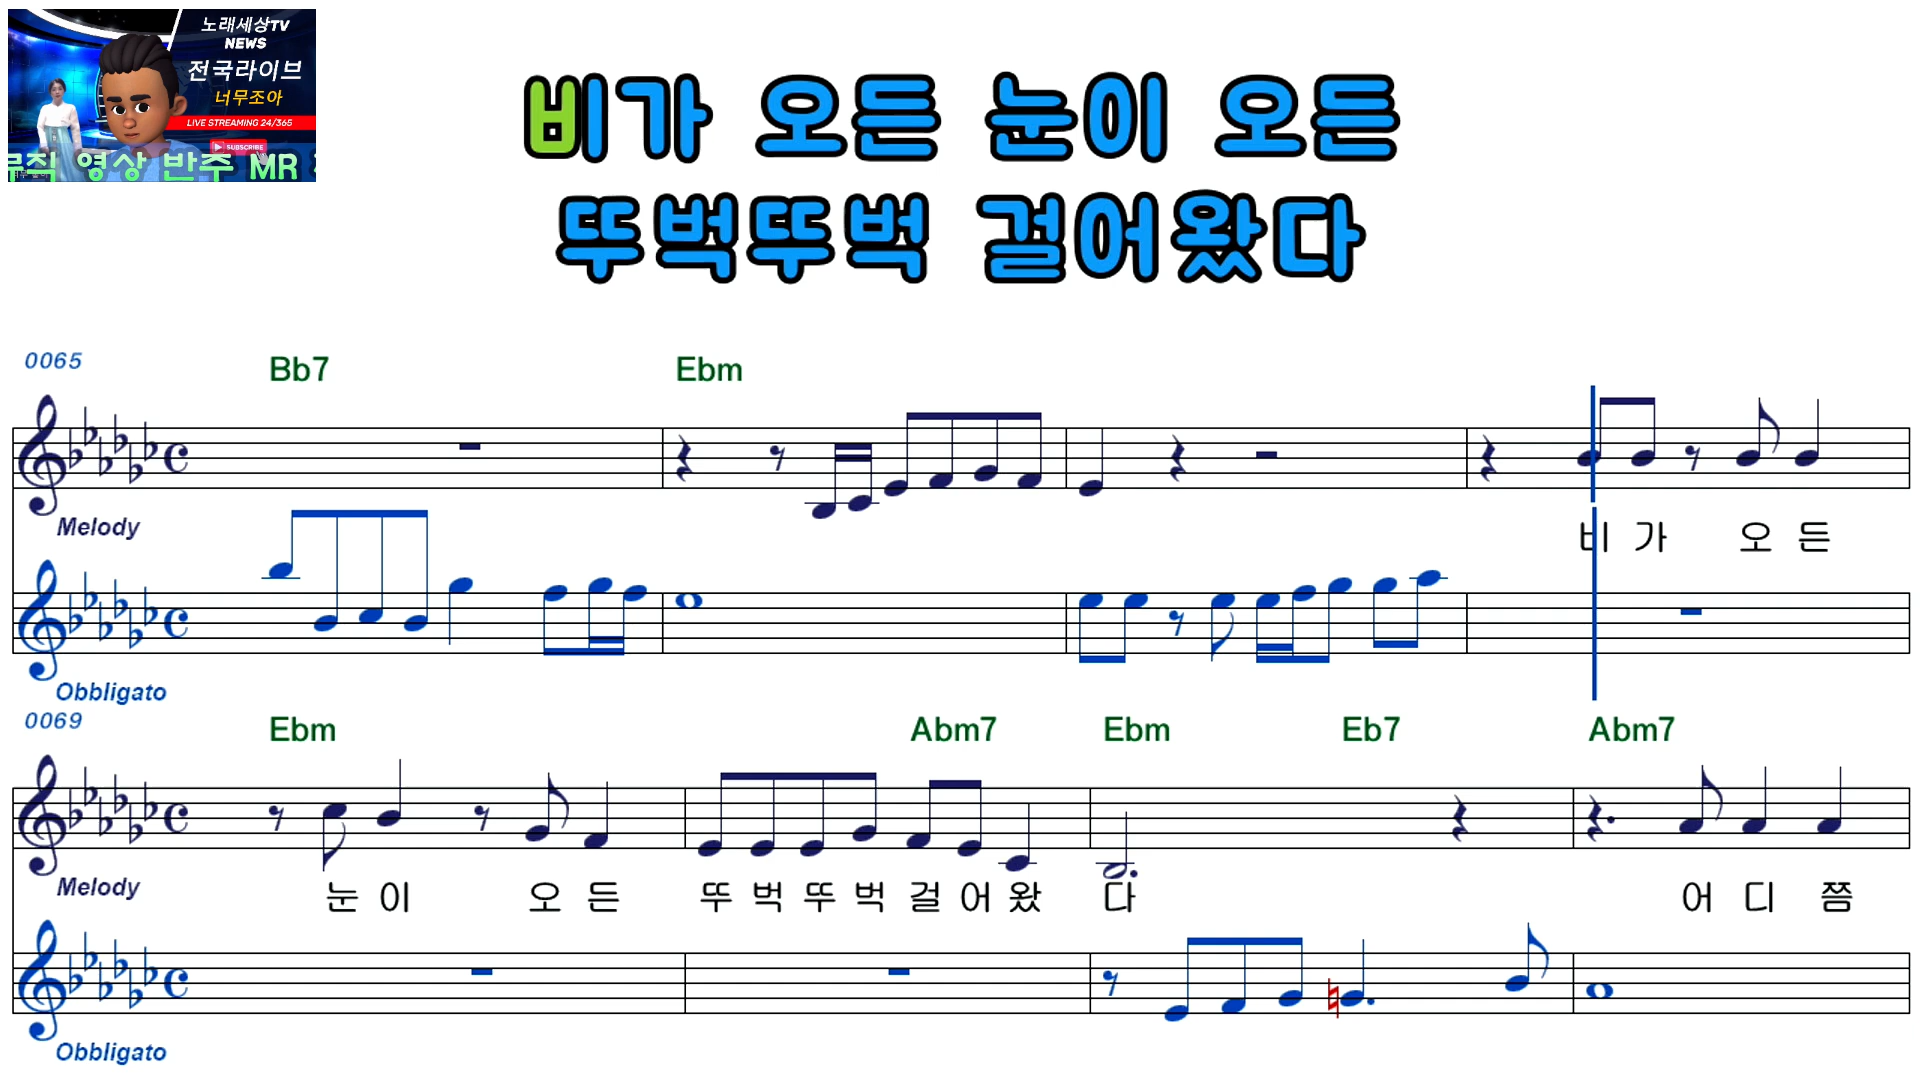 노래세상TV
NEWS
전국라이브
너무조아
LIVE STREAMING 24/365
SUBSCRIBE
영상 반주 MR
비가 오든 눈이 오든
뚜벅뚜벅 걸어왔다
0065
Bb7 Ebm
Melody
비 가 오 든
Obbligato
0069
Ebm Abm7 Ebm Eb7 Abm7
Melody
눈 이 오 든 뚜 벅 뚜 벅 걸 어 왔 다 어 디 쯤
Obbligato